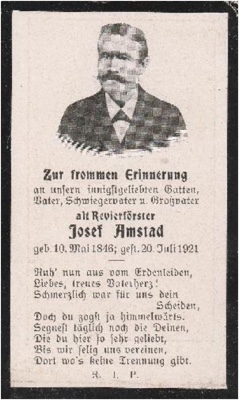 Zur frommen Erinnerung
an unsern innigstgeliebten Gatten,
Vater, Schwiegervater u. Großvater
alt Revierförster
Josef Amstad
geb. 10. Mai 1846; gest. 20. Juli 1921
Ruh' nun aus vom Erdenleiden,
Liebes, treues Vaterherz!
Schmerzlich war für uns dein
Scheiden,
Doch du zogst ja himmelwärts.
Segnest täglich noch die Deinen,
Die du hier so sehr geliebt,
Bis wir selig uns vereinen,
Dort wo's keine Trennung gibt.
R. I. P.